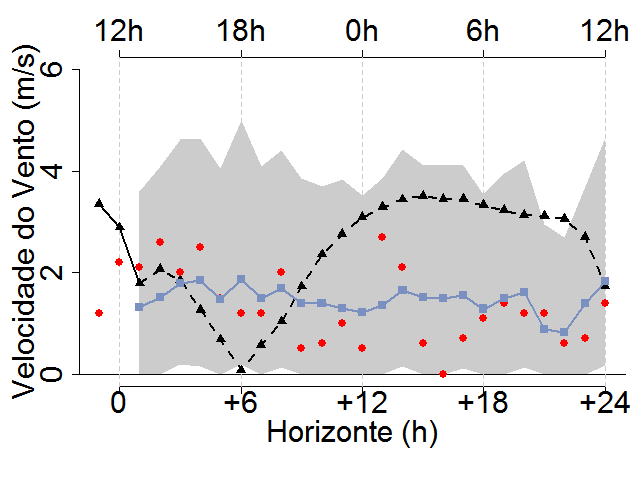 12h 18h 0h 6h 12h
Velocidade do Vento (m/s)
6
4
2
0
0 +6 +12 +18 +24
Horizonte (h)